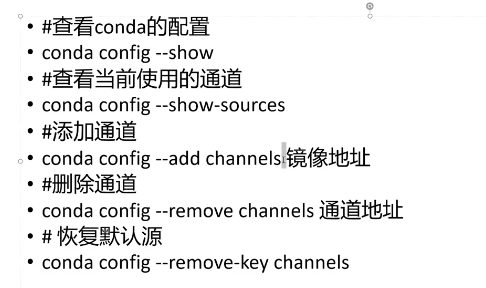 • #查看conda的配置
• conda config --show
• #查看当前使用的通道
• conda config --show-sources
• #添加通道
• conda config --add channels 镜像地址
• #删除通道
• conda config --remove channels 通道地址
• # 恢复默认源
• conda config --remove-key channels